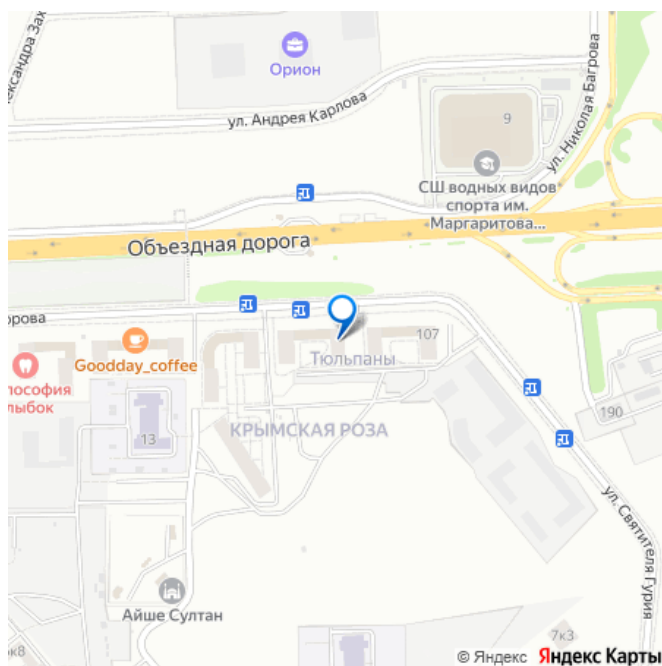 Орион
ул. Андрея Карлова
9
ул. Николая Багрова
СШ водных видов
спорта им.
Маргаритова...
Объездная дорога
Goodday_coffee
Тюльпаны
107
190
13
КРЫМСКАЯ РОЗА
ул. Святителя Гурия
Айше Султан
7к3
© Яндекс Яндекс Карты